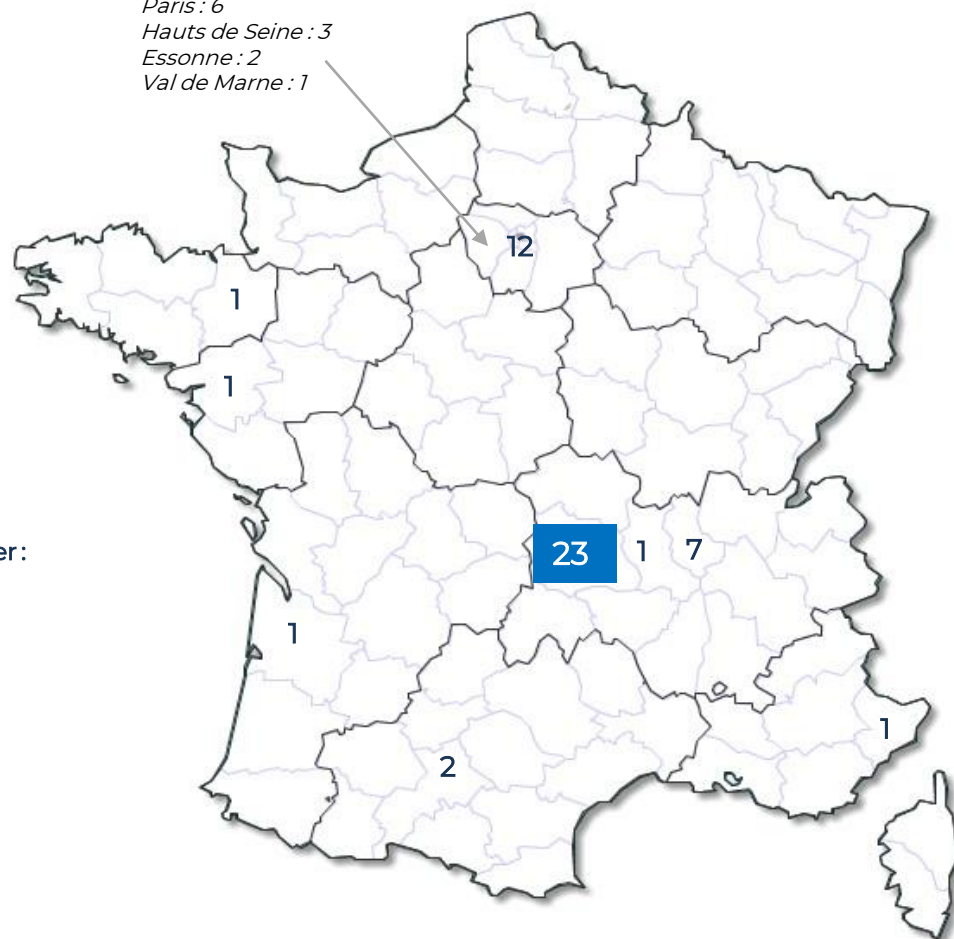 Paris : 6
Hauts de Seine : 3
Essonne : 2
Val de Marne : 1
12
1
1
er :
23
1
7
1
1
2